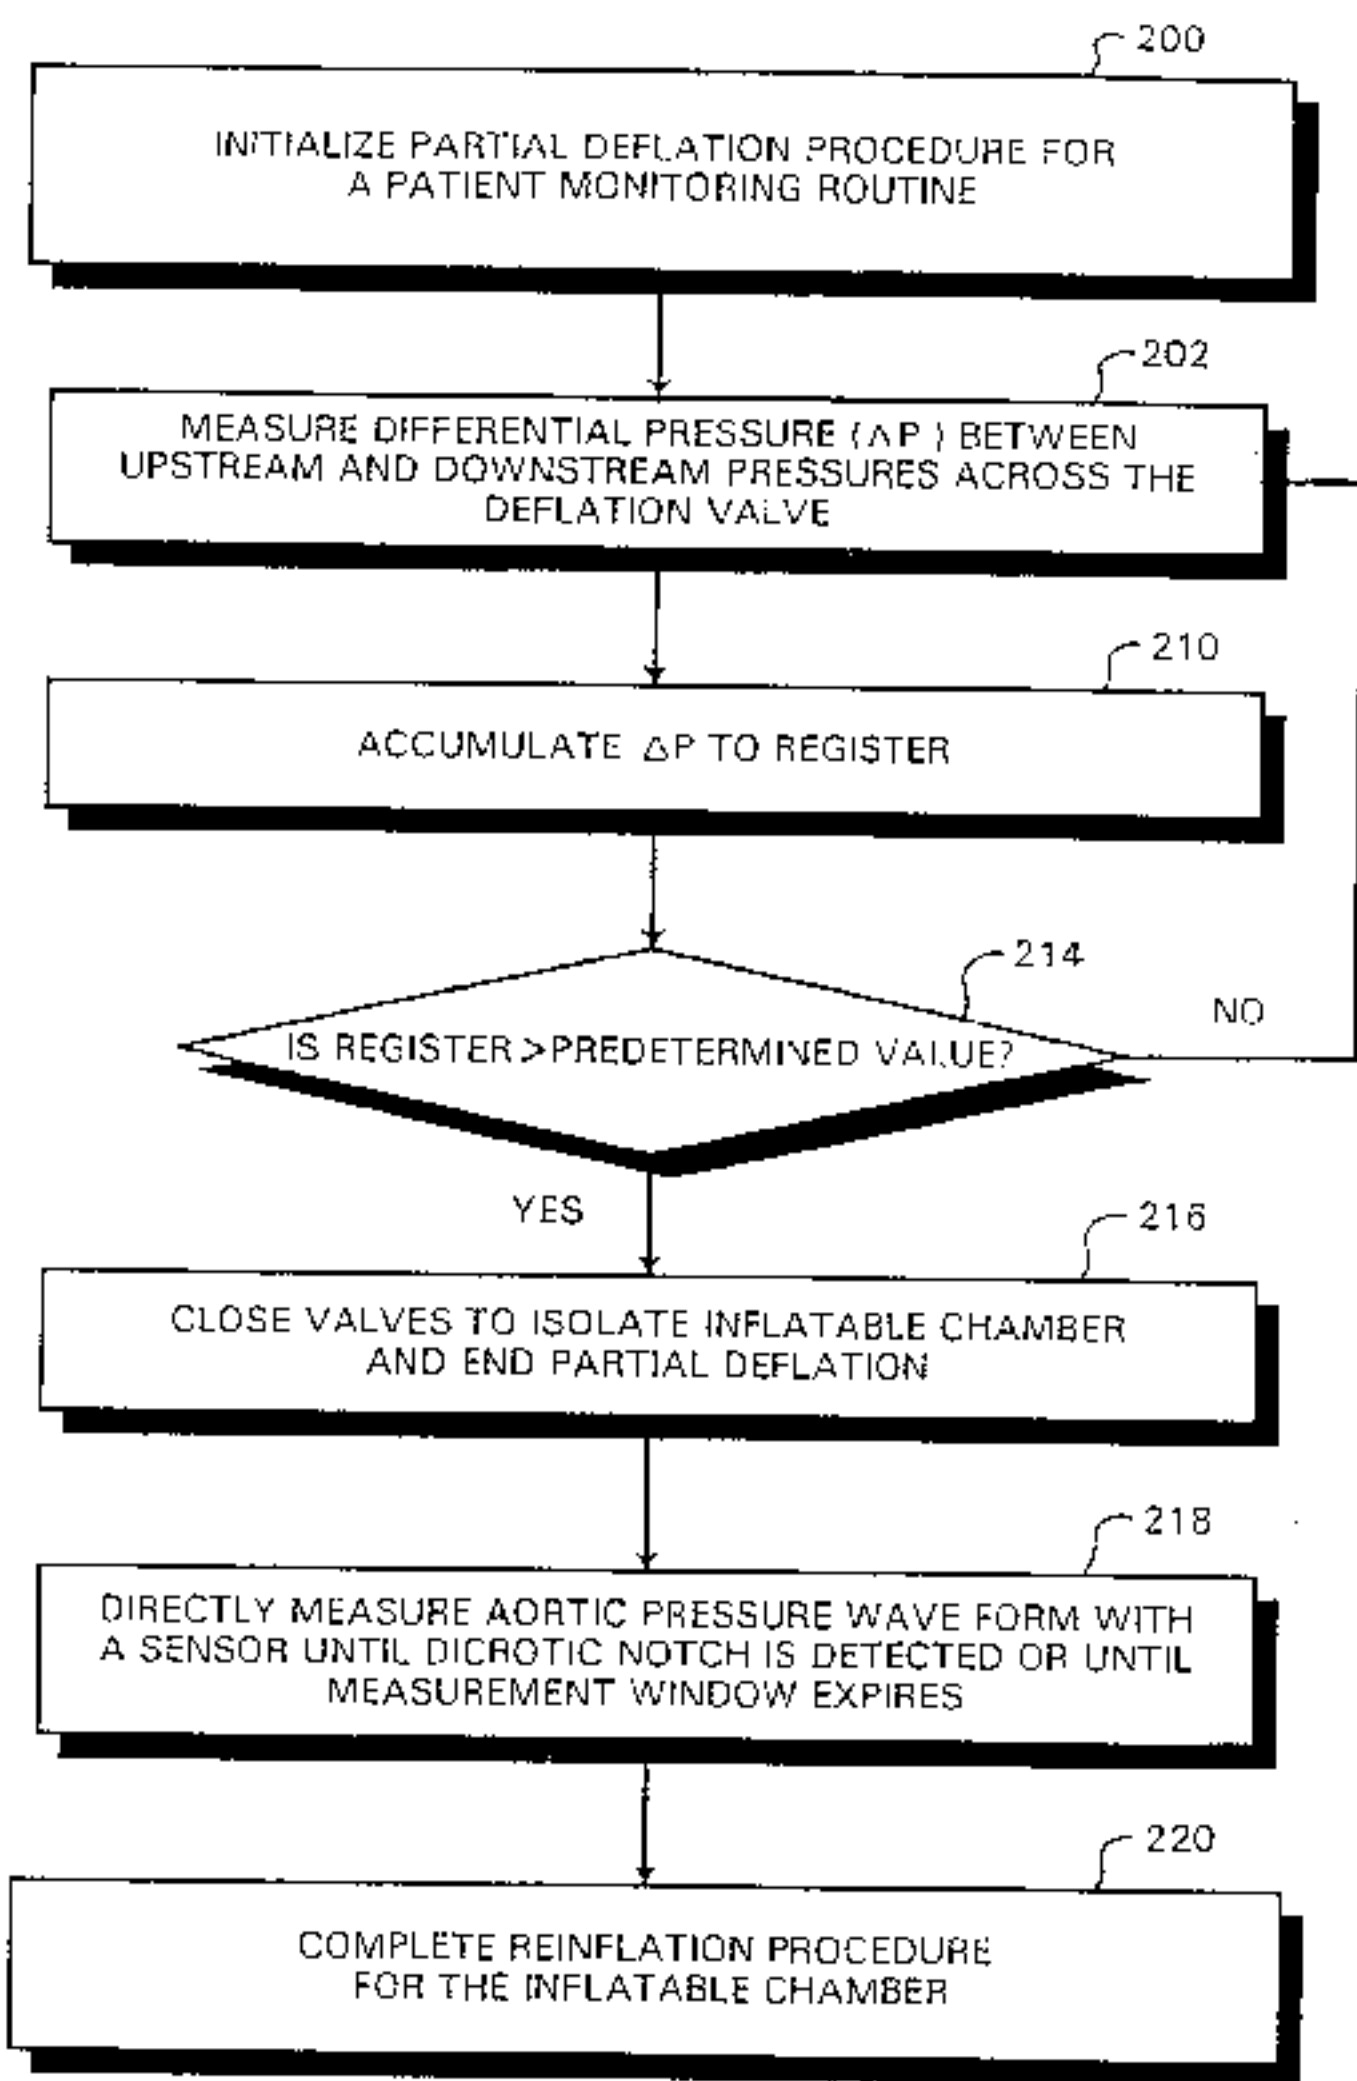 200
INITIALIZE PARTIAL DEFLATION PROCEDURE FOR
A PATIENT MONITORING ROUTINE
202
MEASURE DIFFERENTIAL PRESSURE (ΔP) BETWEEN
UPSTREAM AND DOWNSTREAM PRESSURES ACROSS THE
DEFLATION VALVE
210
ACCUMULATE ΔP TO REGISTER
214
IS REGISTER >PREDETERMINED VALUE?
NO
YES
216
CLOSE VALVES TO ISOLATE INFLATABLE CHAMBER
AND END PARTIAL DEFLATION
218
DIRECTLY MEASURE AORTIC PRESSURE WAVE FORM WITH
A SENSOR UNTIL DICROTIC NOTCH IS DETECTED OR UNTIL
MEASUREMENT WINDOW EXPIRES
220
COMPLETE REINFLATION PROCEDURE
FOR THE INFLATABLE CHAMBER